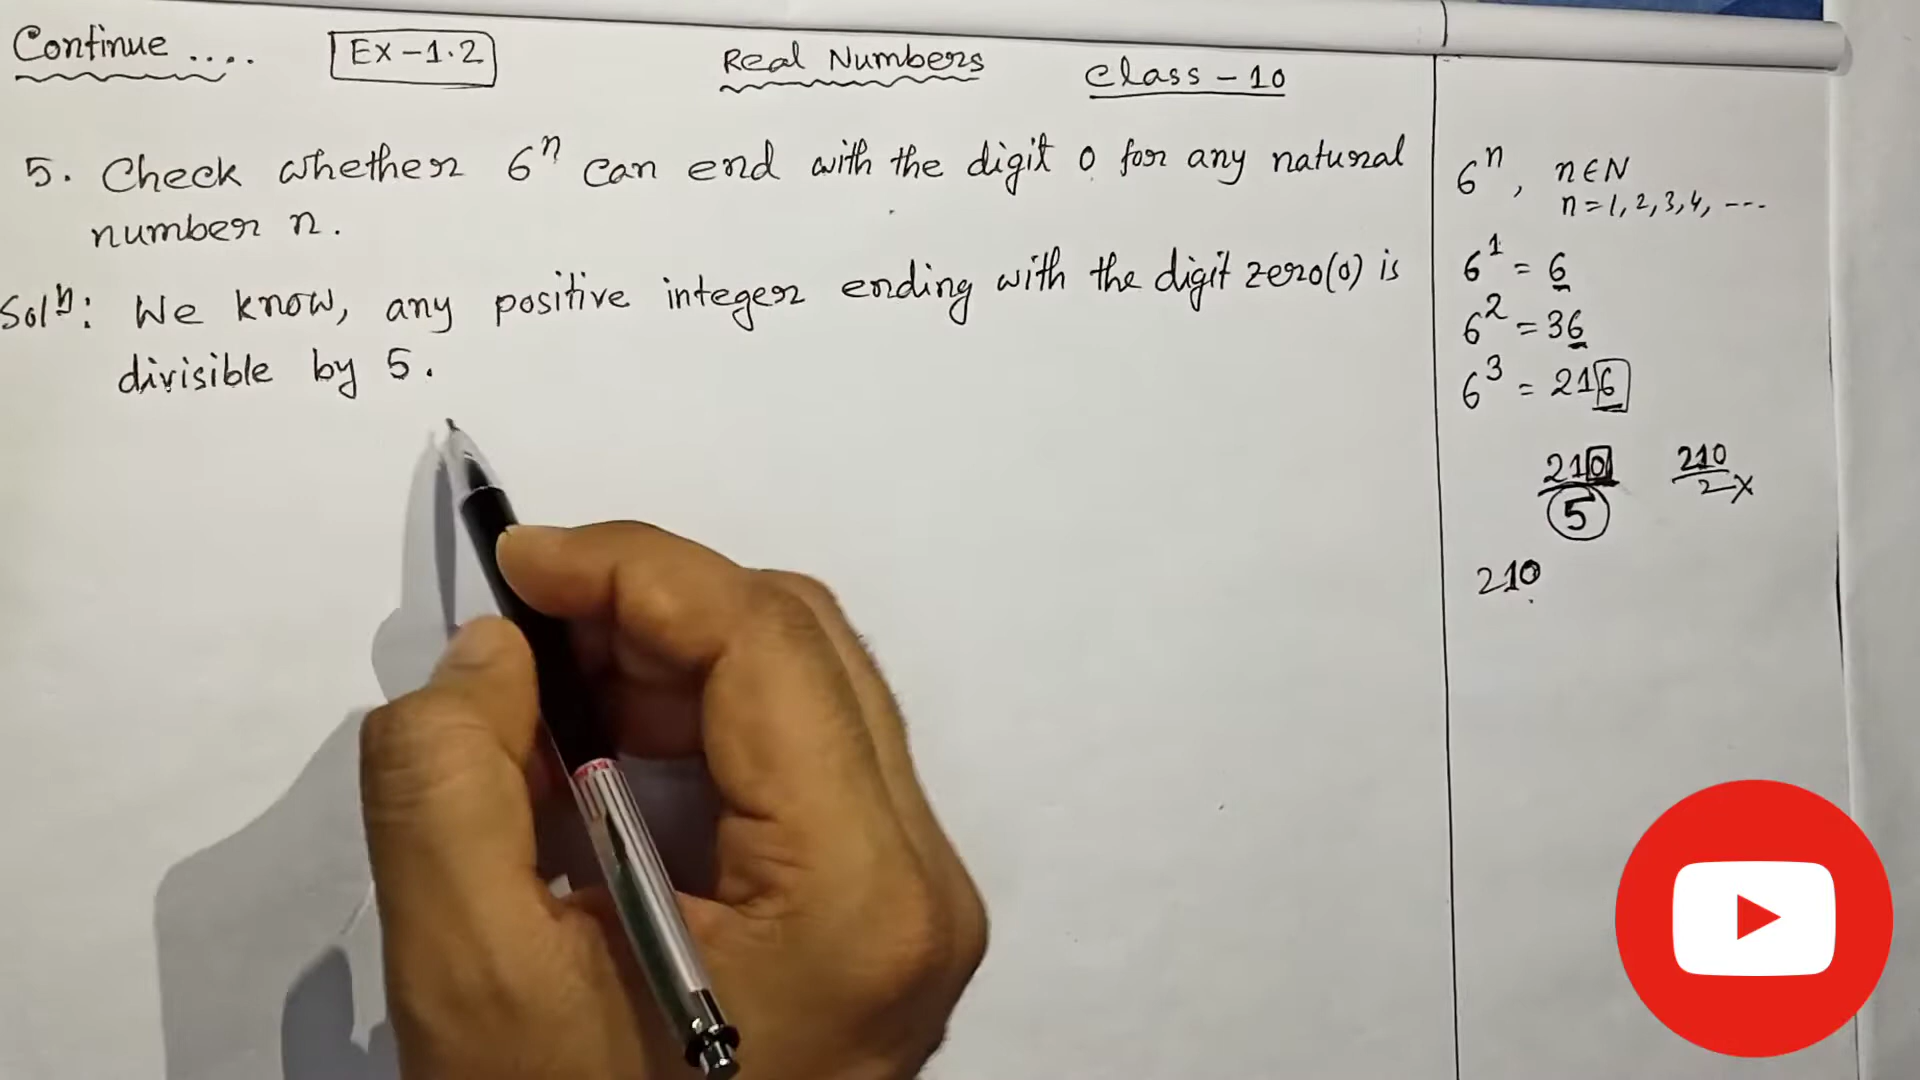 Continue ....
Ex-1.2
Real Numbers
Class - 10
5. Check whether 6ⁿ can end with the digit 0 for any natural
number n.
Solⁿ: We know, any positive integer ending with the digit zero(0) is
divisible by 5.
6ⁿ, n∈N
n=1,2,3,4, ---
6¹ = 6
6² = 36
6³ = 216
210/5 210/2 x
210